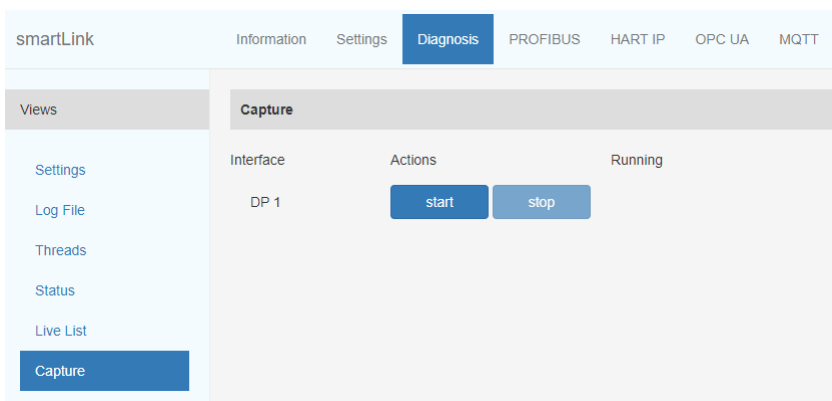 smartLink Information Settings Diagnosis PROFIBUS HART IP OPC UA MQTT
Views
Settings
Log File
Threads
Status
Live List
Capture
Capture
Interface Actions Running
DP 1 start stop